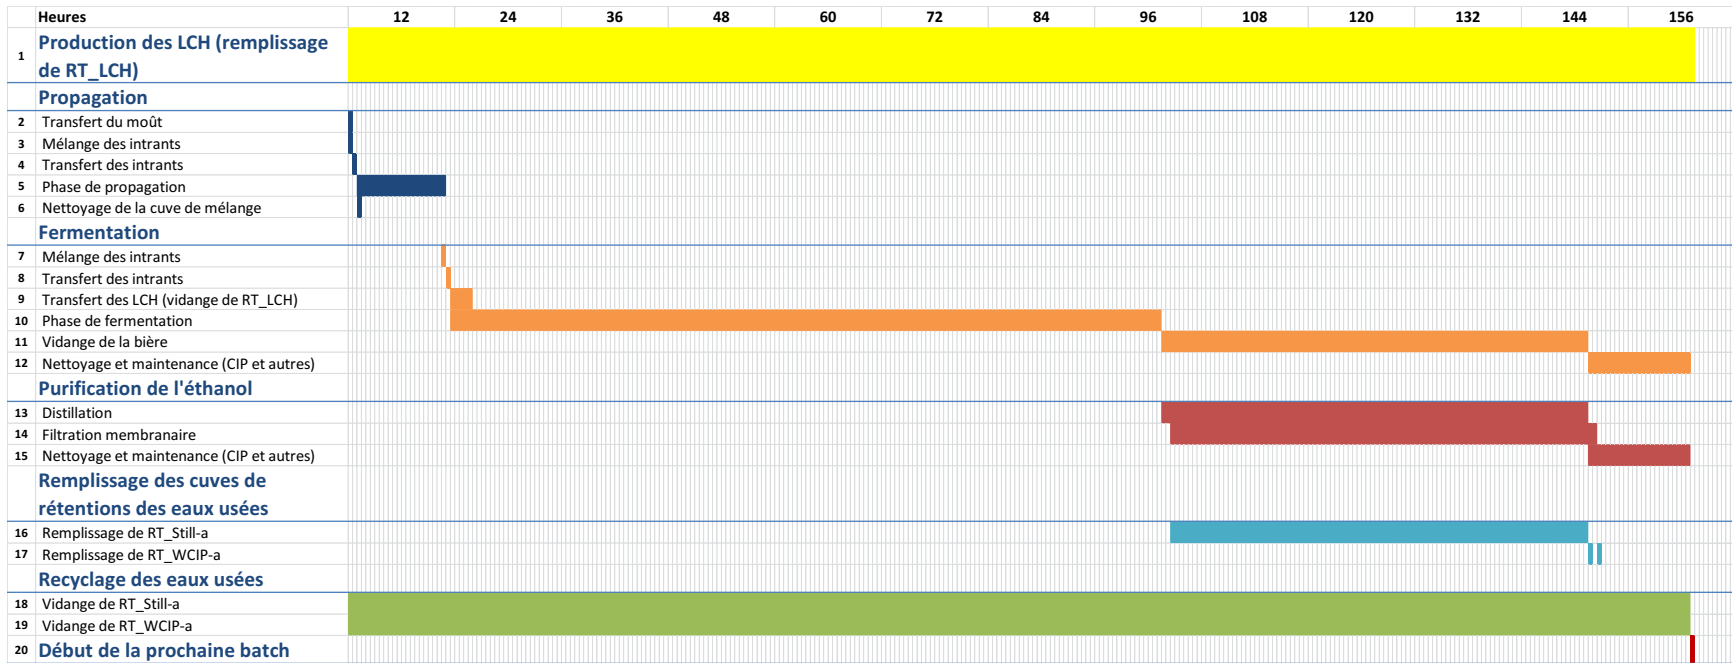 Heures 12 24 36 48 60 72 84 96 108 120 132 144 156
1 Production des LCH (remplissage
de RT_LCH)
Propagation
2 Transfert du moût
3 Mélange des intrants
4 Transfert des intrants
5 Phase de propagation
6 Nettoyage de la cuve de mélange
Fermentation
7 Mélange des intrants
8 Transfert des intrants
9 Transfert des LCH (vidange de RT_LCH)
10 Phase de fermentation
11 Vidange de la bière
12 Nettoyage et maintenance (CIP et autres)
Purification de l'éthanol
13 Distillation
14 Filtration membranaire
15 Nettoyage et maintenance (CIP et autres)
Remplissage des cuves de
rétentions des eaux usées
16 Remplissage de RT_Still-a
17 Remplissage de RT_WCIP-a
Recyclage des eaux usées
18 Vidange de RT_Still-a
19 Vidange de RT_WCIP-a
20 Début de la prochaine batch